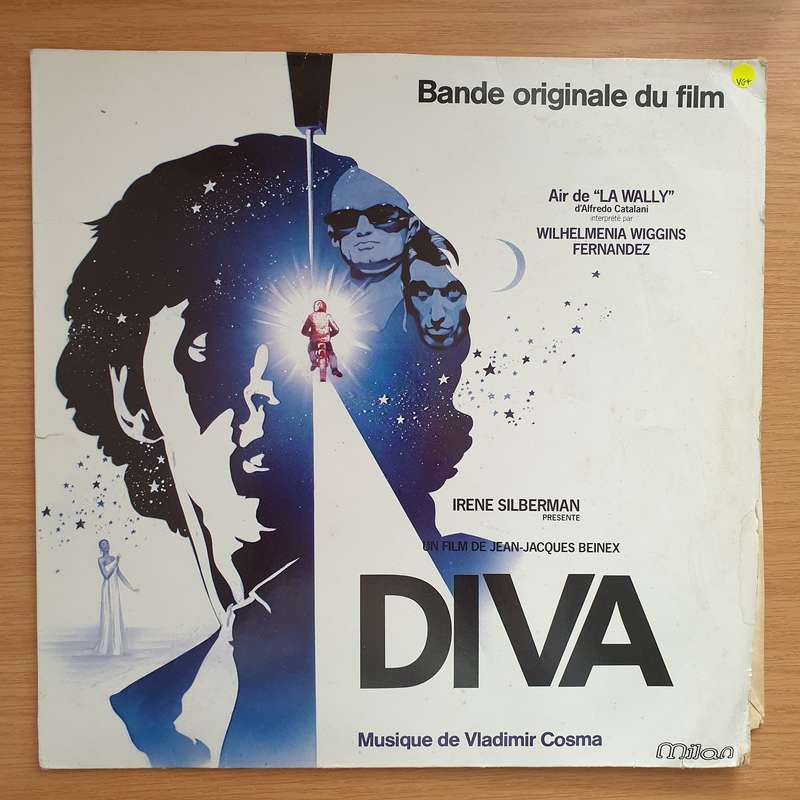 Bande originale du film
VG+
Air de "LA WALLY"
d'Alfredo Catalani
interprété par
WILHELMENIA WIGGINS
FERNANDEZ
IRENE SILBERMAN
PRESENTE
UN FILM DE JEAN-JACQUES BEINEX
DIVA
Musique de Vladimir Cosma
Milan